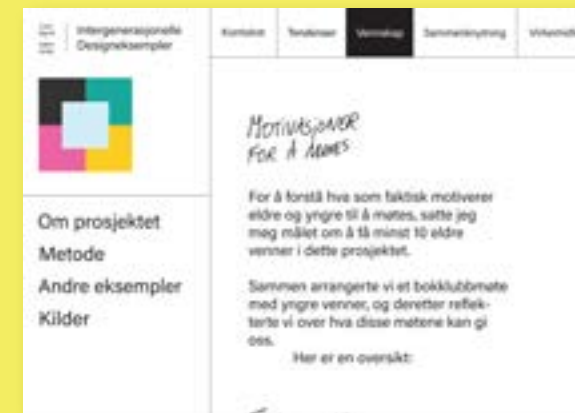 Intergenerasjonelle
Designeksempler
Kontekst
Tendenser
Vennskap
Sammenknytning
Om prosjektet
Metode
Andre eksempler
Kilder
Motivasjoner
for å møtes
For å forstå hva som faktisk motiverer
eldre og yngre til å møtes, satte jeg
meg målet om å få minst 10 eldre
venner i dette prosjektet.
Sammen arrangerte vi et bokklubbmøte
med yngre venner, og deretter reflek-
terte vi over hva disse møtene kan gi
oss.
Her er en oversikt: